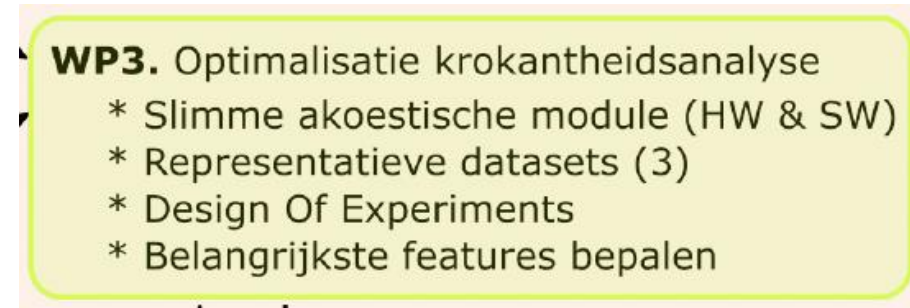 WP3. Optimalisatie krokantheidsanalyse
* Slimme akoestische module (HW & SW)
* Representatieve datasets (3)
* Design Of Experiments
* Belangrijkste features bepalen